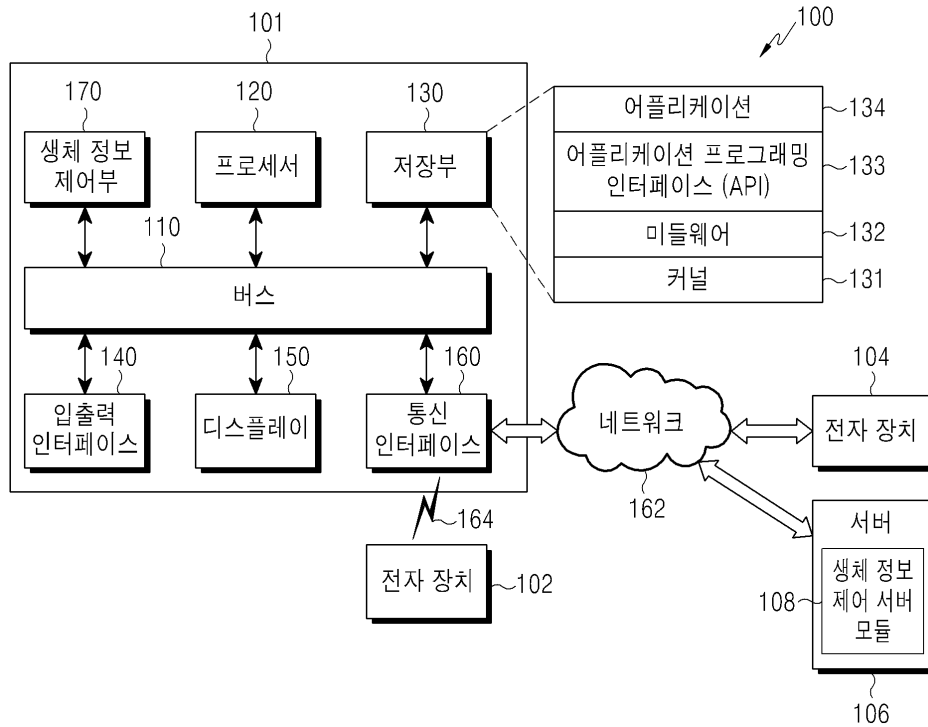 101
100
170
120
130
생체 정보
제어부
프로세서
저장부
어플리케이션
134
어플리케이션 프로그래밍
인터페이스 (API)
133
미들웨어
132
커널
131
110
버스
140
150
160
입출력
인터페이스
디스플레이
통신
인터페이스
네트워크
162
104
전자 장치
164
전자 장치
102
서버
생체 정보
제어 서버
모듈
108
106